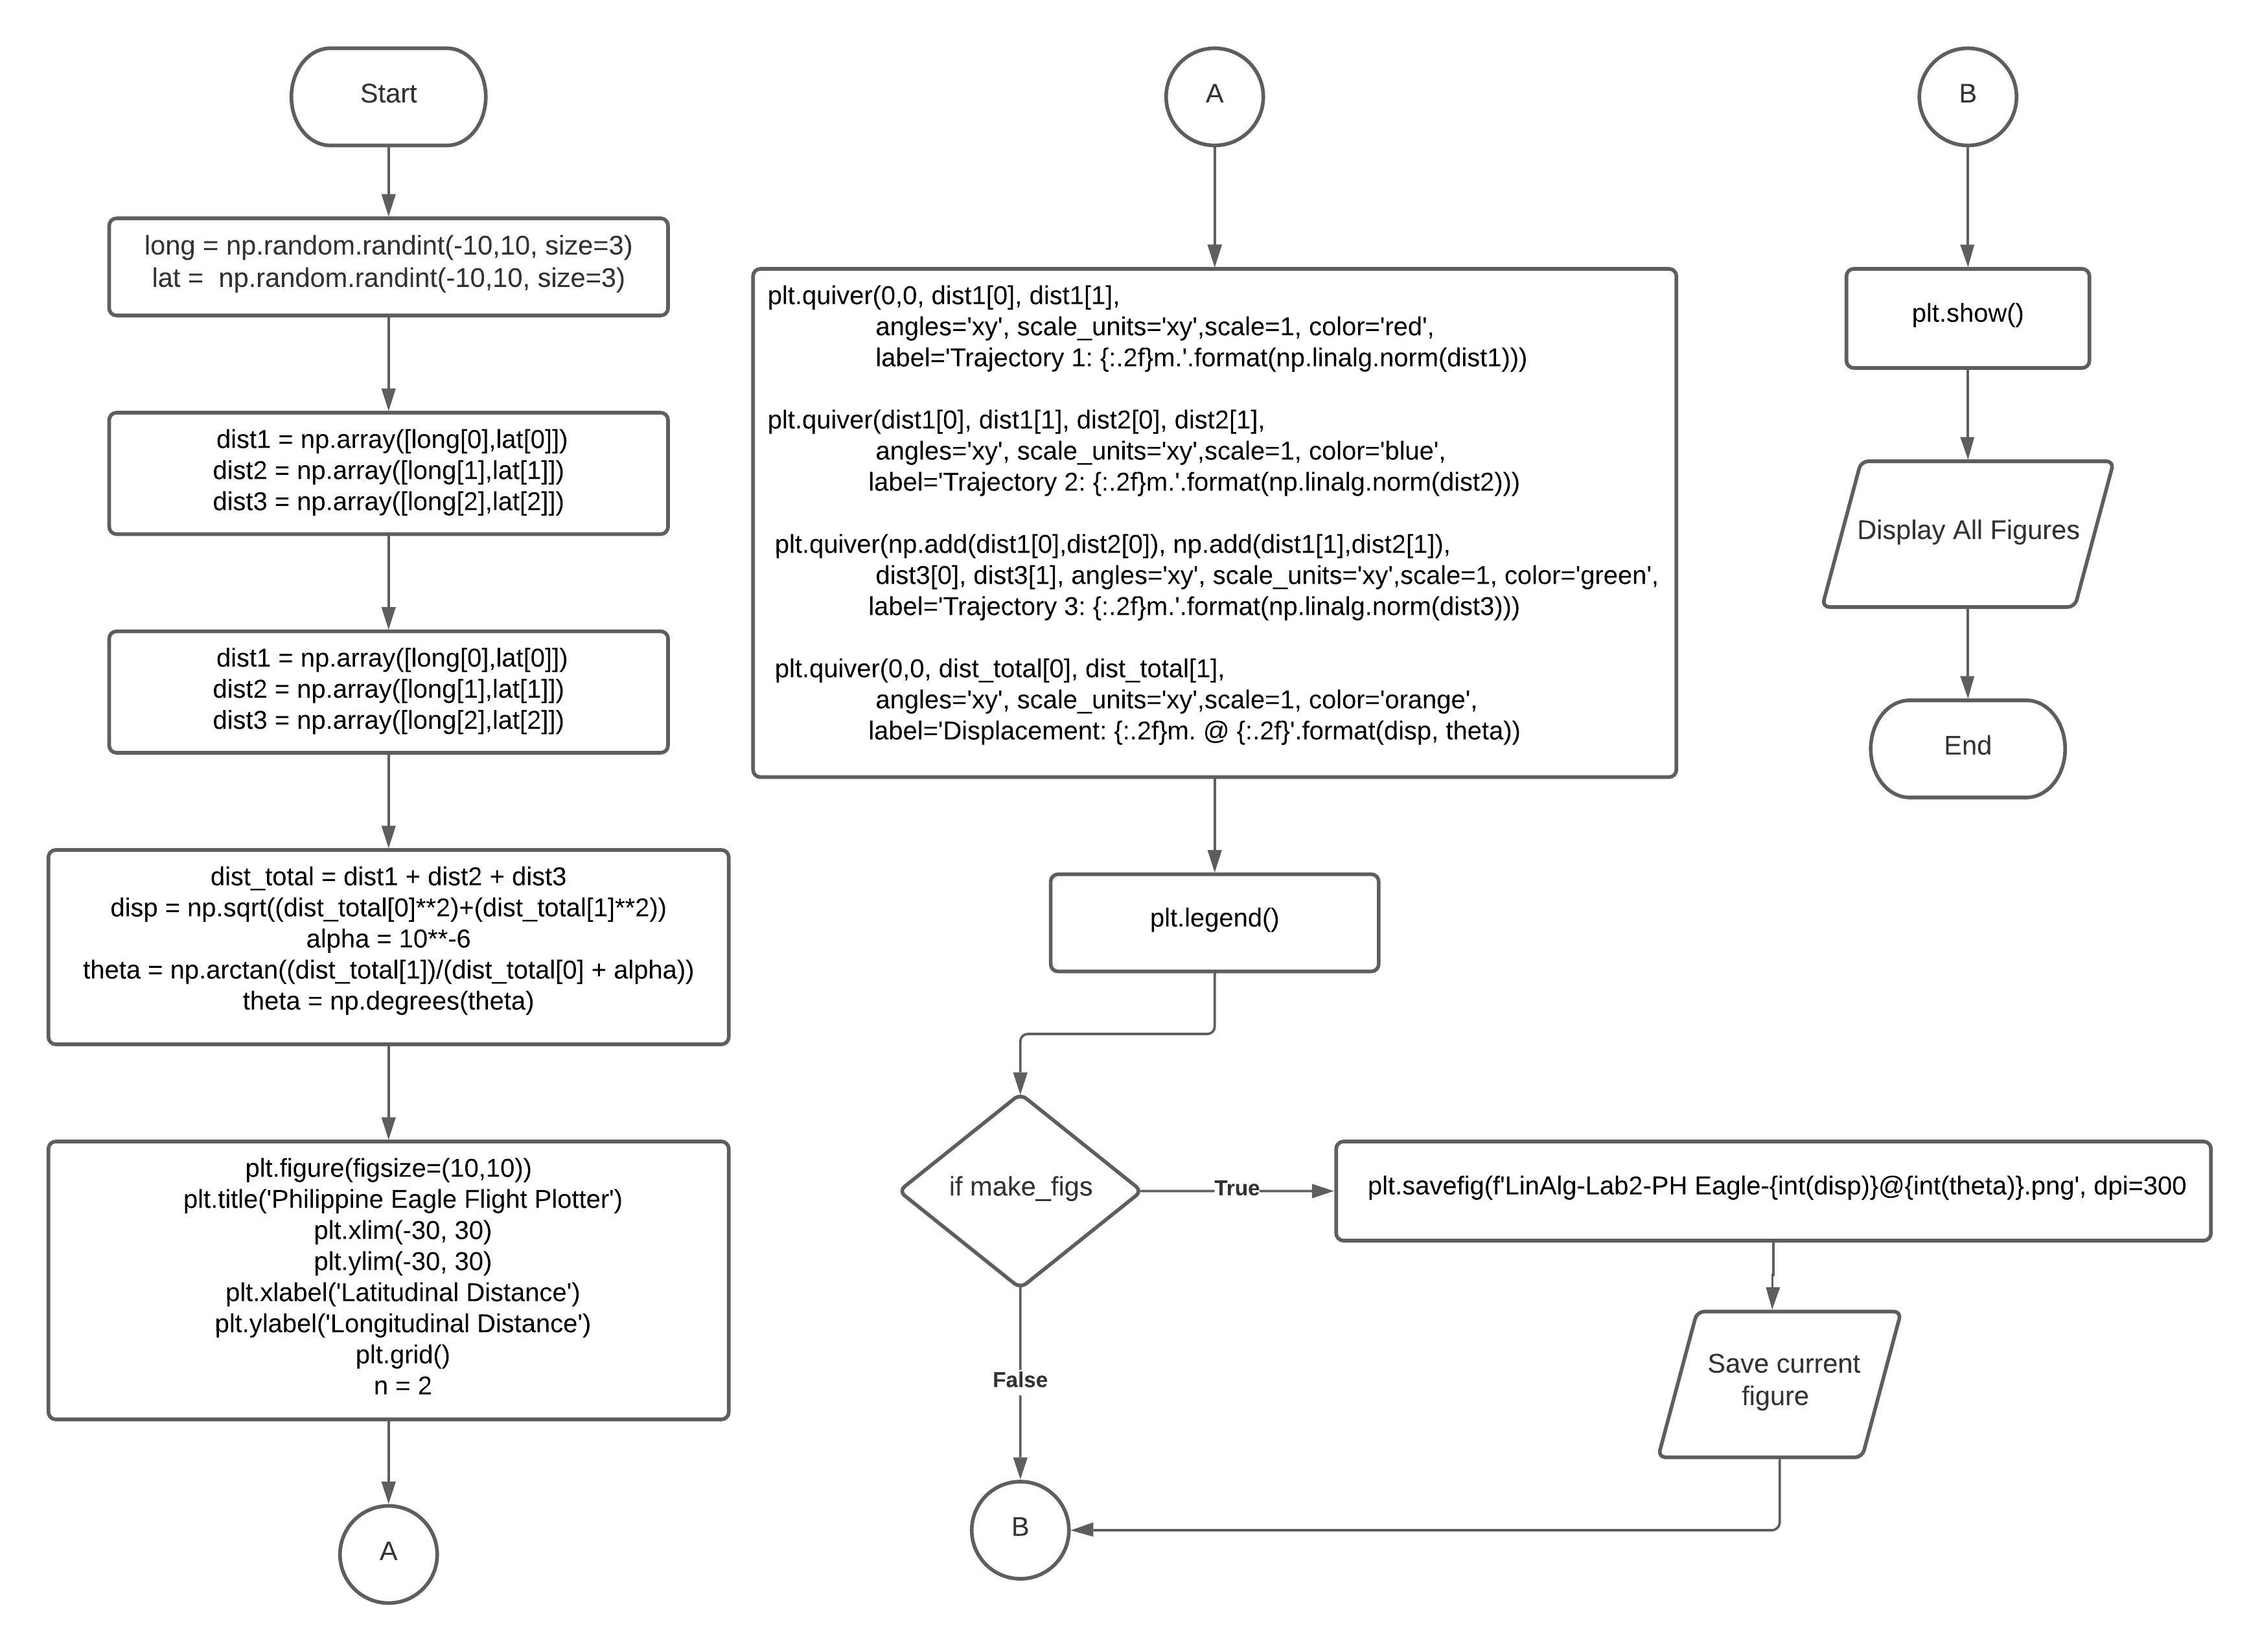 Start
long = np.random.randint(-10,10, size=3)
lat =  np.random.randint(-10,10, size=3)
dist1 = np.array([long[0],lat[0]])
dist2 = np.array([long[1],lat[1]])
dist3 = np.array([long[2],lat[2]])
dist1 = np.array([long[0],lat[0]])
dist2 = np.array([long[1],lat[1]])
dist3 = np.array([long[2],lat[2]])
dist_total = dist1 + dist2 + dist3
disp = np.sqrt((dist_total[0]**2)+(dist_total[1]**2))
alpha = 10**-6
theta = np.arctan((dist_total[1])/(dist_total[0] + alpha))
theta = np.degrees(theta)
plt.figure(figsize=(10,10))
plt.title('Philippine Eagle Flight Plotter')
plt.xlim(-30, 30)
plt.ylim(-30, 30)
plt.xlabel('Latitudinal Distance')
plt.ylabel('Longitudinal Distance')
plt.grid()
n = 2
A
A
plt.quiver(0,0, dist1[0], dist1[1],
angles='xy', scale_units='xy',scale=1, color='red',
label='Trajectory 1: {:.2f}m.'.format(np.linalg.norm(dist1)))
plt.quiver(dist1[0], dist1[1], dist2[0], dist2[1],
angles='xy', scale_units='xy',scale=1, color='blue',
label='Trajectory 2: {:.2f}m.'.format(np.linalg.norm(dist2)))
plt.quiver(np.add(dist1[0],dist2[0]), np.add(dist1[1],dist2[1]),
dist3[0], dist3[1], angles='xy', scale_units='xy',scale=1, color='green',
label='Trajectory 3: {:.2f}m.'.format(np.linalg.norm(dist3)))
plt.quiver(0,0, dist_total[0], dist_total[1],
angles='xy', scale_units='xy',scale=1, color='orange',
label='Displacement: {:.2f}m. @ {:.2f}'.format(disp, theta))
plt.legend()
if make_figs
True
plt.savefig(f'LinAlg-Lab2-PH Eagle-{int(disp)}@{int(theta)}.png', dpi=300
Save current
figure
False
B
B
plt.show()
Display All Figures
End